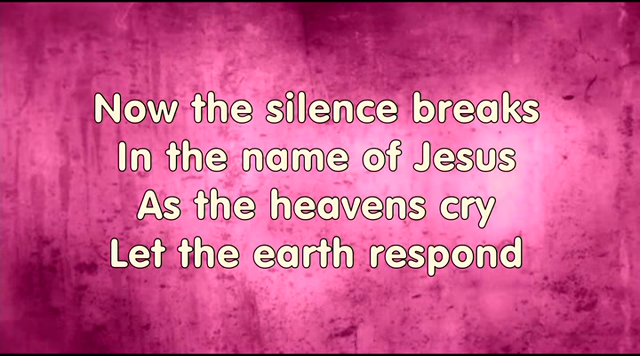 Now the silence breaks
In the name of Jesus
As the heavens cry
Let the earth respond